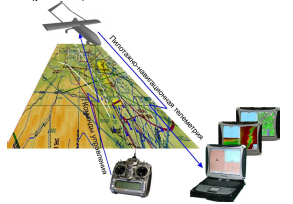 Пилотажно-навигационная телеметрия
Команды управления